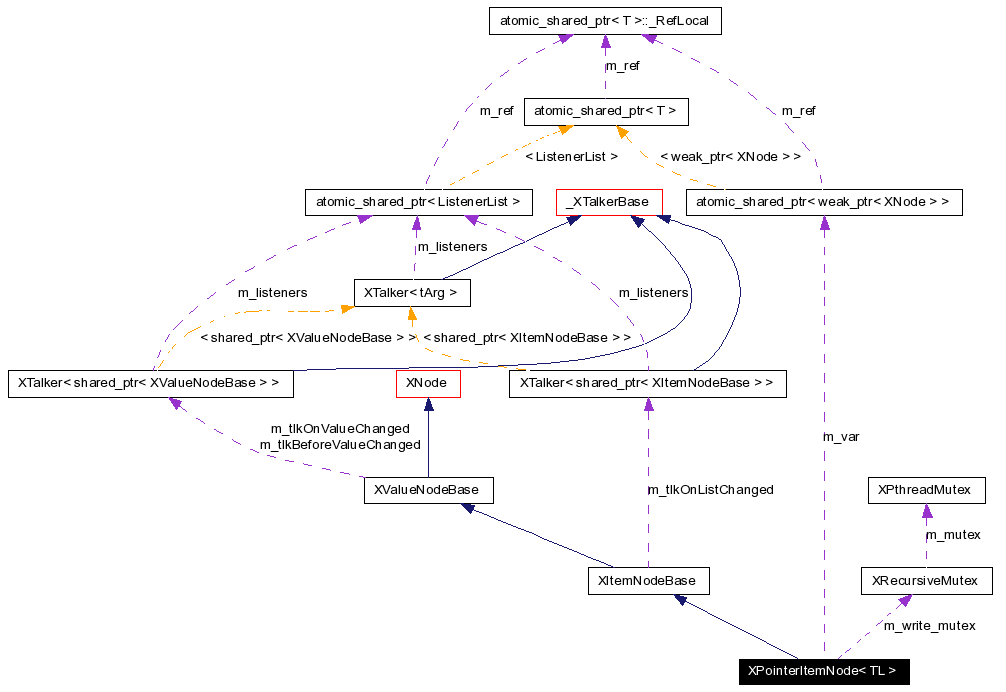 atomic_shared_ptr< T >::_RefLocal
m_ref
atomic_shared_ptr< T >
m_ref
m_ref
< ListenerList >
< weak_ptr< XNode > >
atomic_shared_ptr< ListenerList >
_XTalkerBase
atomic_shared_ptr< weak_ptr< XNode > >
m_listeners
XTalker< tArg >
m_listeners
m_listeners
< shared_ptr< XValueNodeBase > >
< shared_ptr< XItemNodeBase > >
XTalker< shared_ptr< XValueNodeBase > >
XNode
XTalker< shared_ptr< XItemNodeBase > >
m_tlkOnValueChanged
m_tlkBeforeValueChanged
m_var
XValueNodeBase
m_tlkOnListChanged
XPthreadMutex
m_mutex
XItemNodeBase
XRecursiveMutex
m_write_mutex
XPointerItemNode< TL >